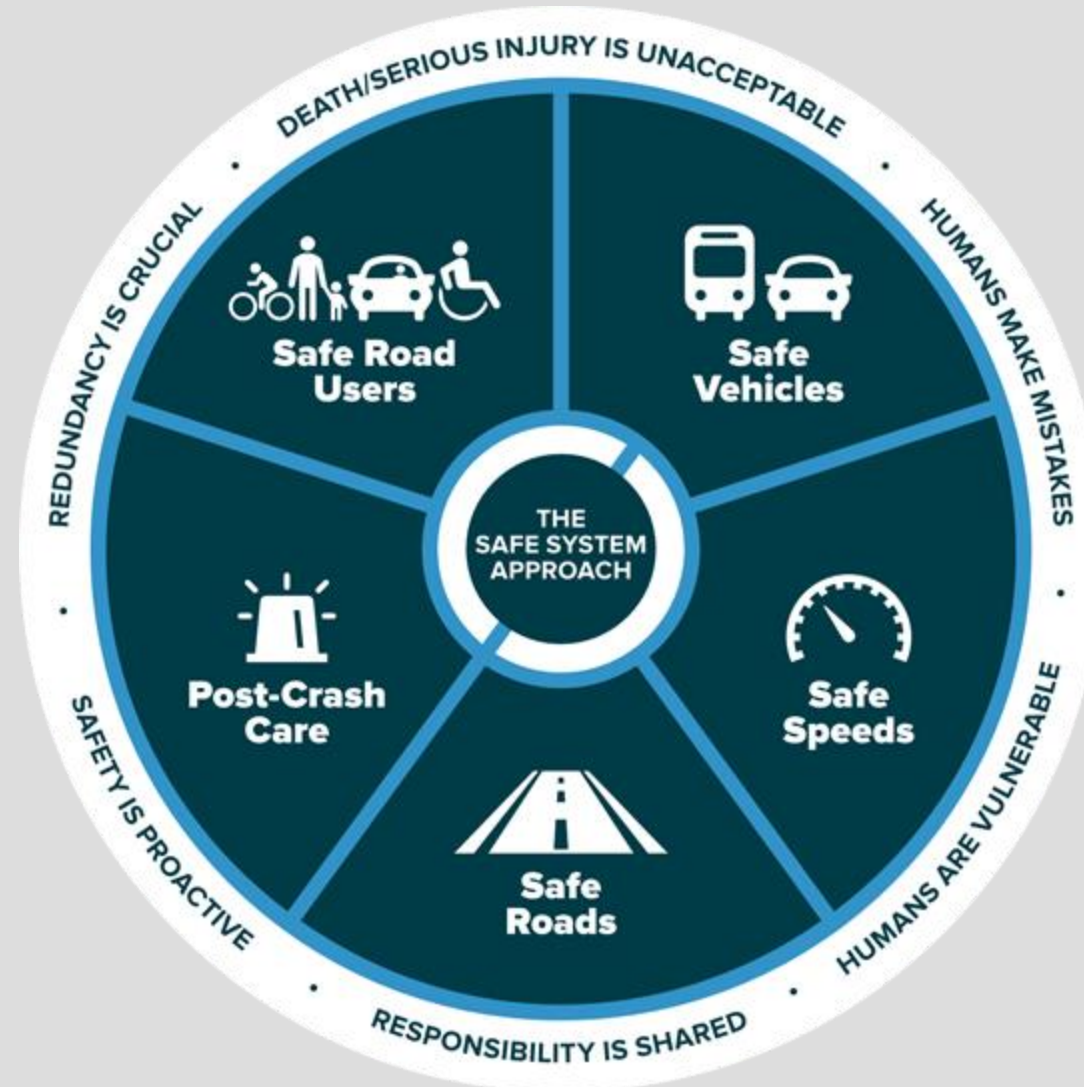 DEATH/SERIOUS INJURY IS UNACCEPTABLE
HUMANS MAKE MISTAKES
HUMANS ARE VULNERABLE
RESPONSIBILITY IS SHARED
SAFETY IS PROACTIVE
REDUNDANCY IS CRUCIAL
Safe Road
Users
Safe
Vehicles
Safe
Speeds
Safe
Roads
Post-Crash
Care
THE
SAFE SYSTEM
APPROACH